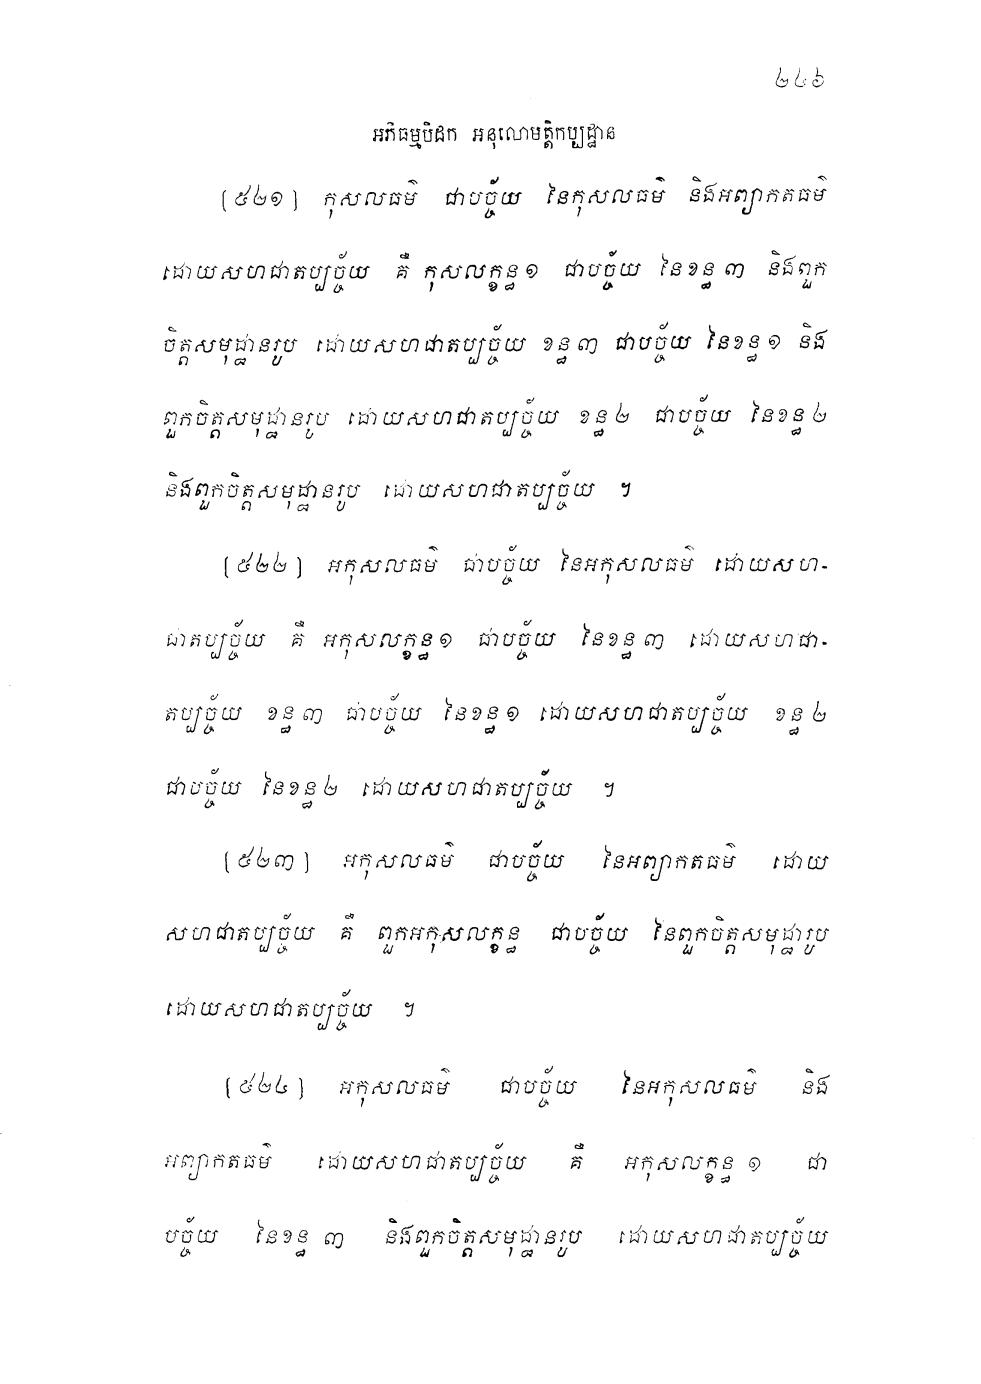 ២៤៦
អភិធម្មបិដក អនុលោមត្តិកប្បដ្ឋាន
(៥២១) កុសលធម៌ ជាបច្ច័យ នៃកុសលធម៌ និងអព្យាកតធម៌
ដោយសហជាតប្បច្ច័យ គឺ កុសលក្ខន្ធ១ ជាបច្ច័យ នៃខន្ធ ៣ និងពួក
ចិត្តសមុដ្ឋានរូប ដោយសហជាតប្បច្ច័យ ខន្ធ៣ ជាបច្ច័យ នៃខន្ធ១ និង
ពួកចិត្តសមុដ្ឋានរូប ដោយសហជាតប្បច្ច័យ ខន្ធ២ ជាបច្ច័យ នៃខន្ធ២
និងពួកចិត្តសមុដ្ឋានរូប ដោយសហជាតប្បច្ច័យ ។
(៥២២) អកុសលធម៌ ជាបច្ច័យ នៃអកុសលធម៌ ដោយសហ-
ជាតប្បច្ច័យ គឺ អកុសលក្ខន្ធ១ ជាបច្ច័យ នៃខន្ធ៣ ដោយសហជា-
តប្បច្ច័យ ខន្ធ៣ ជាបច្ច័យ នៃខន្ធ១ ដោយសហជាតប្បច្ច័យ ខន្ធ២
ជាបច្ច័យ នៃខន្ធ២ ដោយសហជាតប្បច្ច័យ ។
(៥២៣) អកុសលធម៌ ជាបច្ច័យ នៃអព្យាកតធម៌ ដោយ
សហជាតប្បច្ច័យ គឺ ពួកអកុសលក្ខន្ធ ជាបច្ច័យ នៃពួកចិត្តសមុដ្ឋារូប
ដោយសហជាតប្បច្ច័យ ។
(៥២៤) អកុសលធម៌ ជាបច្ច័យ នៃអកុសលធម៌ និង
អព្យាកតធម៌ ដោយសហជាតប្បច្ច័យ គឺ អកុសលក្ខន្ធ ១ ជា
បច្ច័យ នៃខន្ធ ៣ និងពួកចិត្តសមុដ្ឋានរូប ដោយសហជាតប្បច្ច័យ